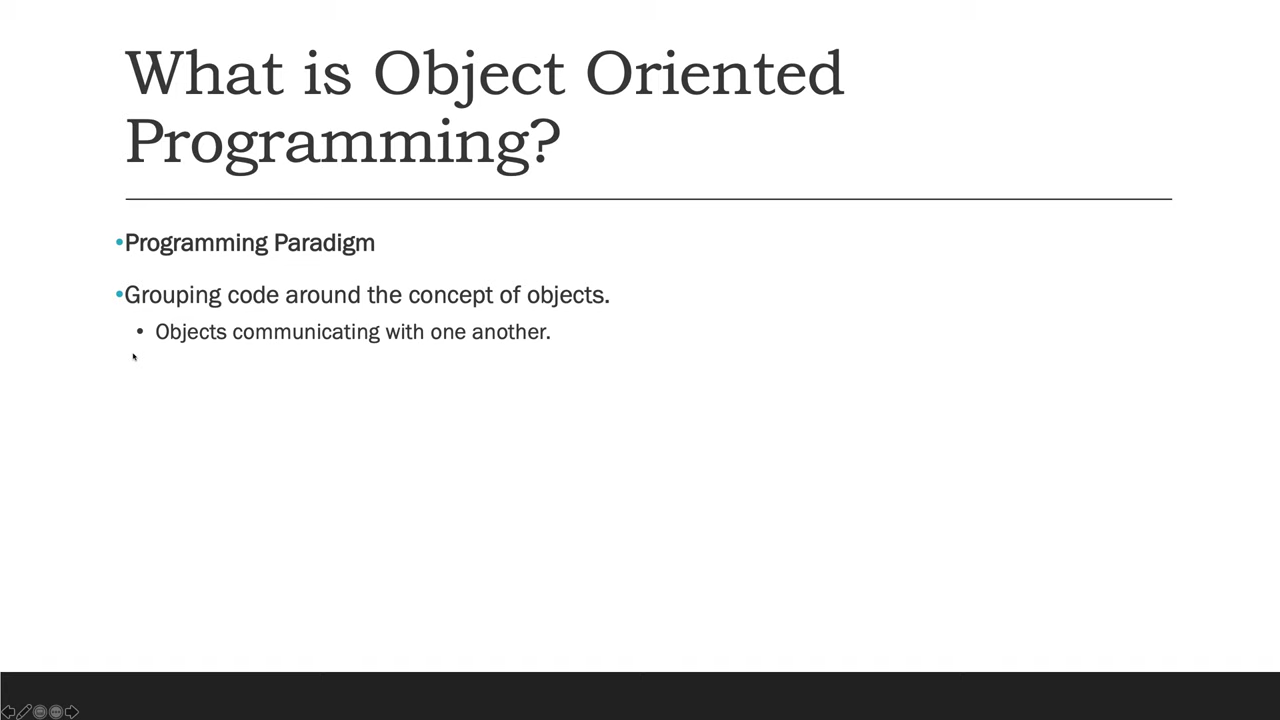 What is Object Oriented
Programming?
•Programming Paradigm
•Grouping code around the concept of objects.
• Objects communicating with one another.